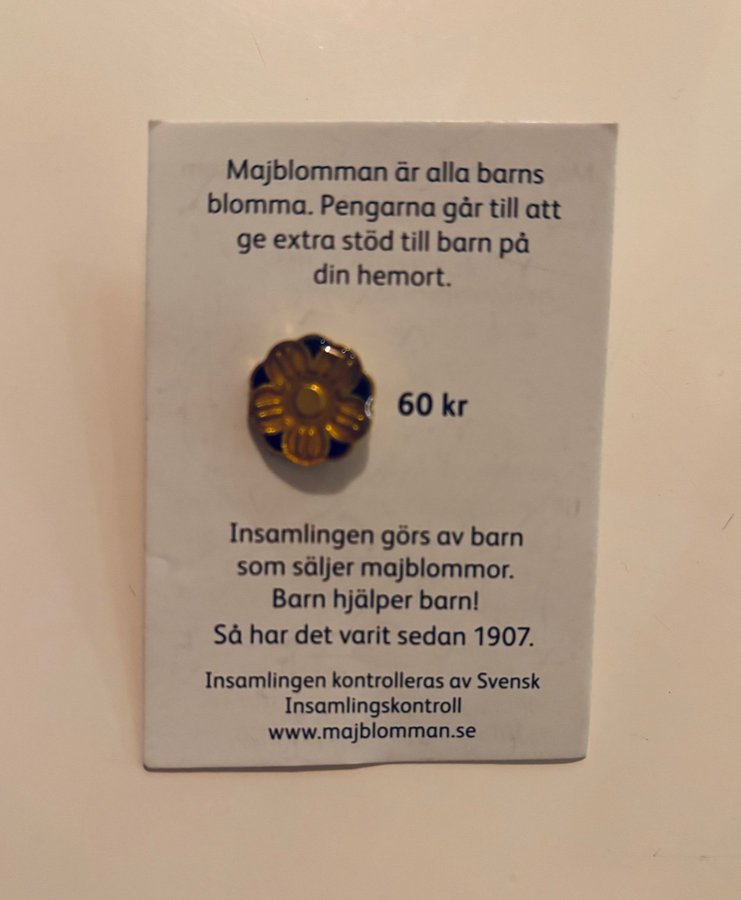 Majblomman är alla barns
blomma. Pengarna går till att
ge extra stöd till barn på
din hemort.
60 kr
Insamlingen görs av barn
som säljer majblommor.
Barn hjälper barn!
Så har det varit sedan 1907.
Insamlingen kontrolleras av Svensk
Insamlingskontroll
www.majblomman.se